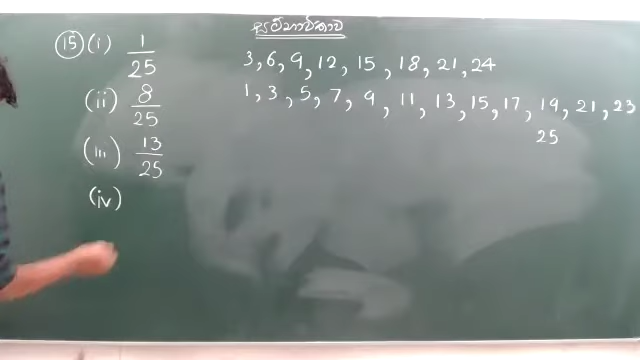 සම්භාවිතාව
(15) (i) 1/25
3, 6, 9, 12, 15, 18, 21, 24
(ii) 8/25
1, 3, 5, 7, 9, 11, 13, 15, 17, 19, 21, 23
25
(iii) 13/25
(iv)